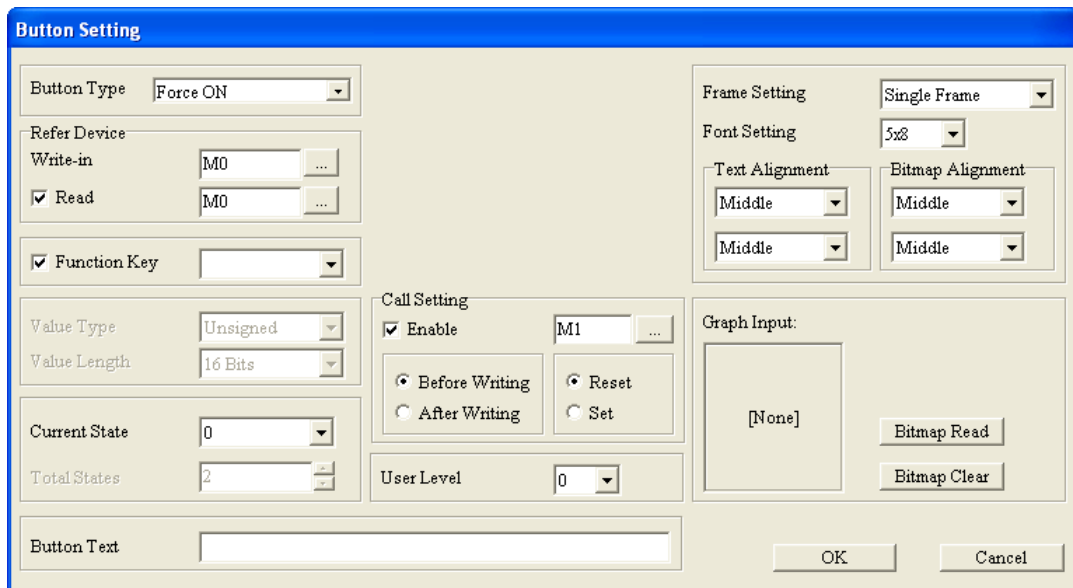 Button Setting
Button Type Force ON
Refer Device
Write-in M0 ...
Read M0 ...
Function Key
Value Type Unsigned
Value Length 16 Bits
Current State 0
Total States 2
Call Setting
Enable M1 ...
Before Writing Reset
After Writing Set
User Level 0
Button Text
Frame Setting Single Frame
Font Setting 5x8
Text Alignment Bitmap Alignment
Middle Middle
Middle Middle
Graph Input:
[None]
Bitmap Read
Bitmap Clear
OK Cancel